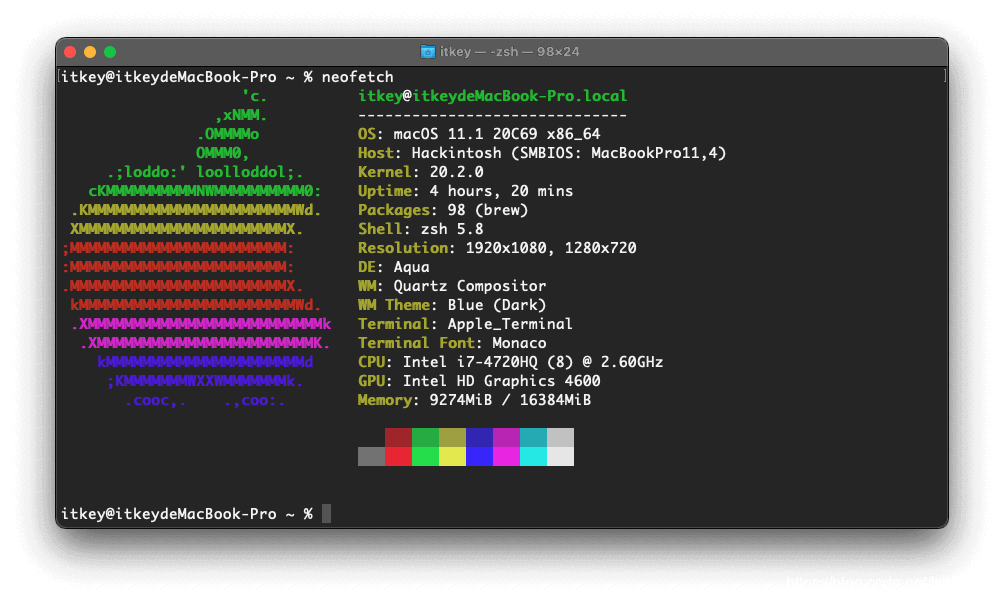 itkey — -zsh — 98×24
itkey@itkeydeMacBook-Pro ~ % neofetch
'c.
,xNMM.
.OMMMMo
OMMM0,
.;loddo:' loolloddol;.
cKMMMMMMMMMMNWMMMMMMMMMM0:
.KMMMMMMMMMMMMMMMMMMMMMMMWd.
XMMMMMMMMMMMMMMMMMMMMMMMX.
;MMMMMMMMMMMMMMMMMMMMMMMM:
:MMMMMMMMMMMMMMMMMMMMMMMM:
.MMMMMMMMMMMMMMMMMMMMMMMMX.
kMMMMMMMMMMMMMMMMMMMMMMMMWd.
.XMMMMMMMMMMMMMMMMMMMMMMMMMMk
.XMMMMMMMMMMMMMMMMMMMMMMMMK.
kMMMMMMMMMMMMMMMMMMMMMMd
;KMMMMMMMWXXWMMMMMMMk.
.cooc,.    .,coo:.
itkey@itkeydeMacBook-Pro.local
------------------------------
OS: macOS 11.1 20C69 x86_64
Host: Hackintosh (SMBIOS: MacBookPro11,4)
Kernel: 20.2.0
Uptime: 4 hours, 20 mins
Packages: 98 (brew)
Shell: zsh 5.8
Resolution: 1920x1080, 1280x720
DE: Aqua
WM: Quartz Compositor
WM Theme: Blue (Dark)
Terminal: Apple_Terminal
Terminal Font: Monaco
CPU: Intel i7-4720HQ (8) @ 2.60GHz
GPU: Intel HD Graphics 4600
Memory: 9274MiB / 16384MiB
itkey@itkeydeMacBook-Pro ~ %